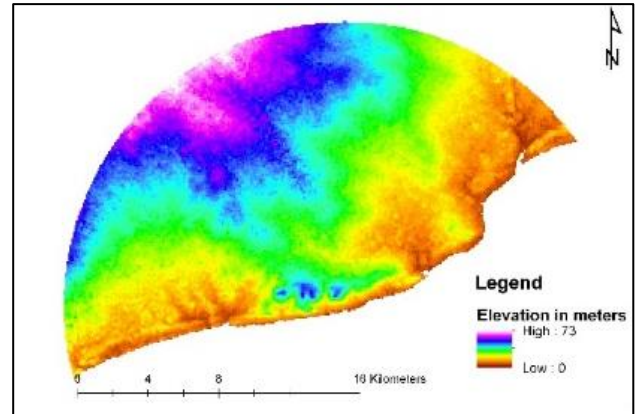 N
Legend
Elevation in meters
High : 73
Low : 0
0 4 8 16 Kilometers